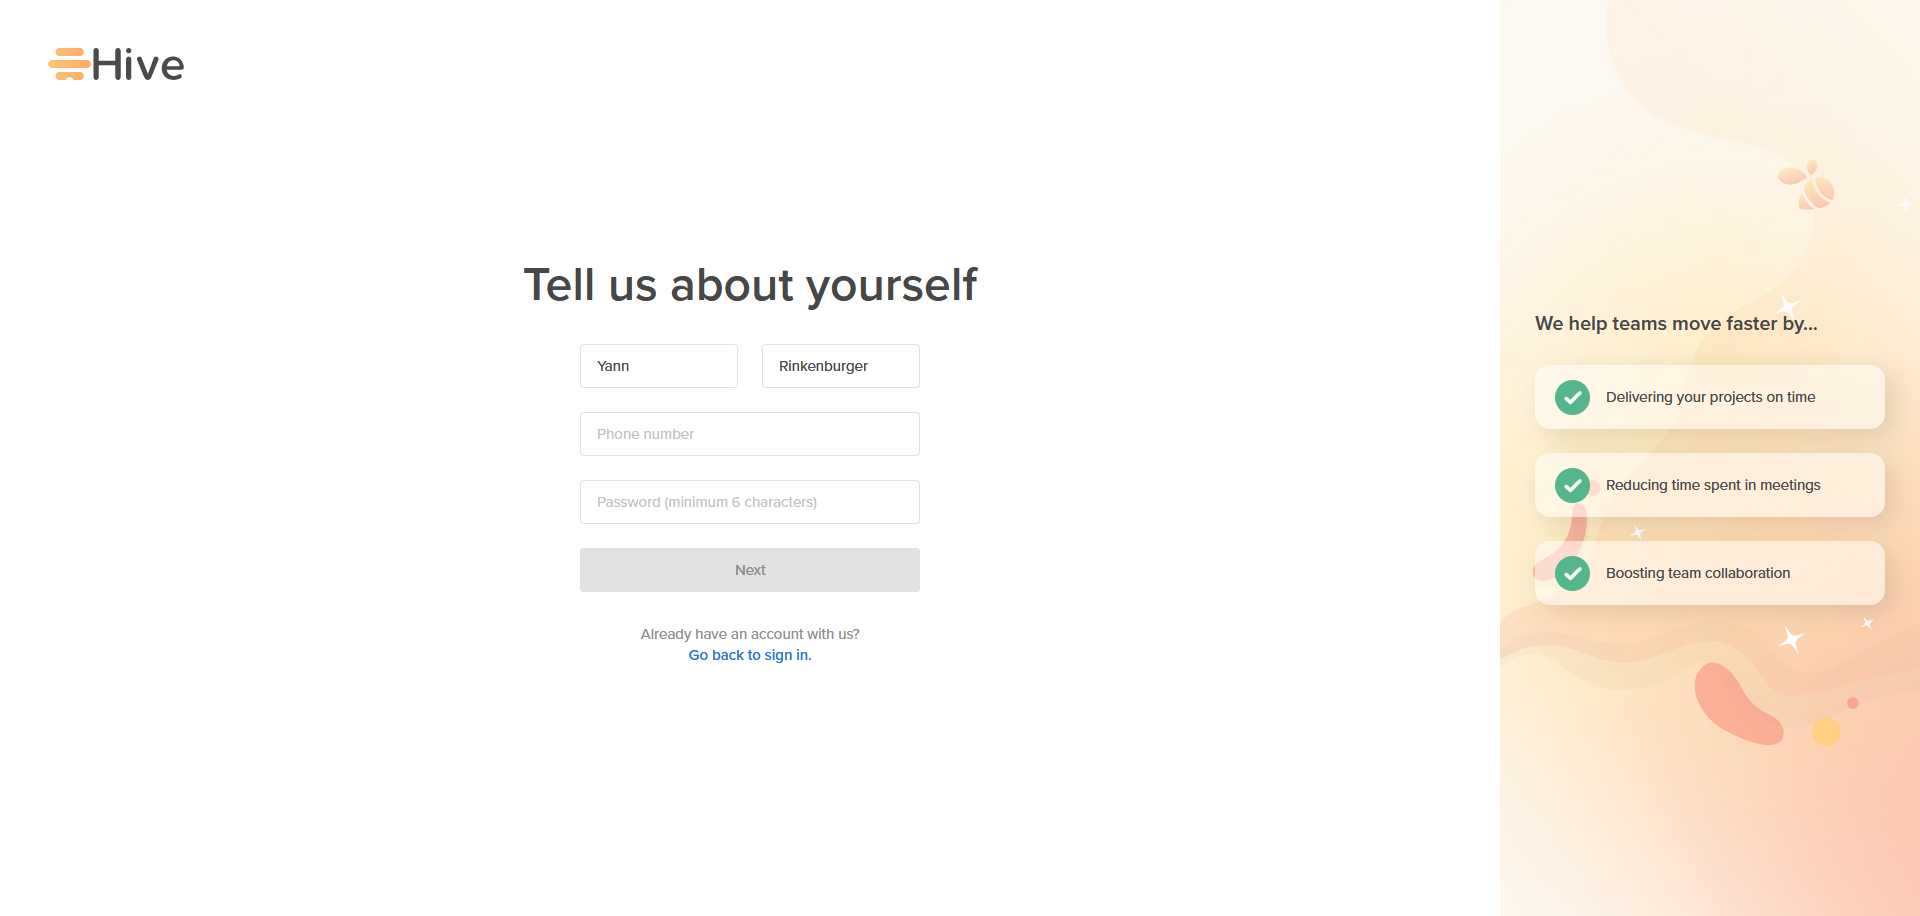 Hive
Tell us about yourself
Yann
Rinkenburger
Phone number
Password (minimum 6 characters)
Next
Already have an account with us?
Go back to sign in.
We help teams move faster by...
Delivering your projects on time
Reducing time spent in meetings
Boosting team collaboration